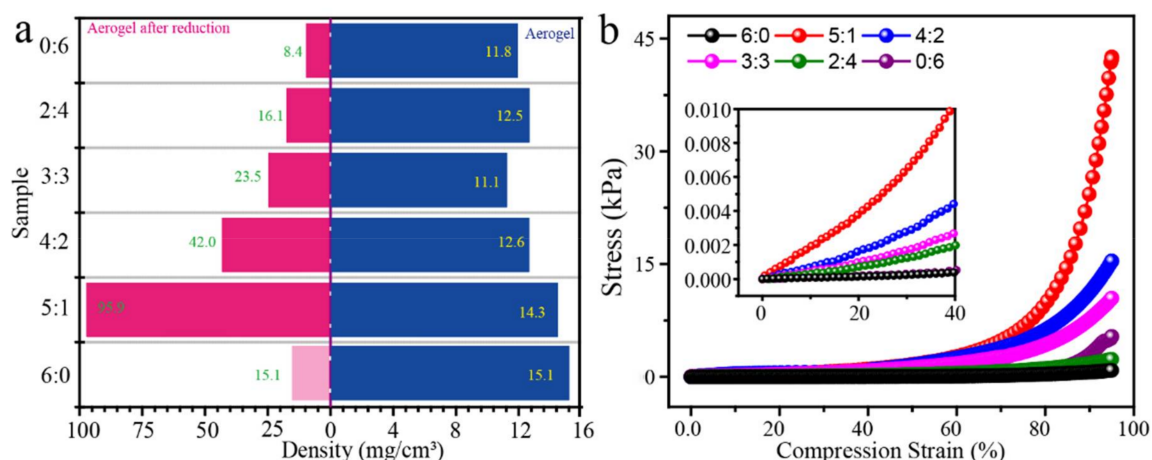 a
Aerogel after reduction
Aerogel
0:6
8.4
11.8
2:4
16.1
12.5
3:3
23.5
11.1
4:2
42.0
12.6
5:1
95.9
14.3
6:0
15.1
15.1
Sample
100 75 50 25 0 4 8 12 16
Density (mg/cm³)
b
6:0 5:1 4:2
3:3 2:4 0:6
45
30
15
0
Stress (kPa)
0.010
0.008
0.006
0.004
0.002
0.000
0 20 40
0.0 20 40 60 80 100
Compression Strain (%)